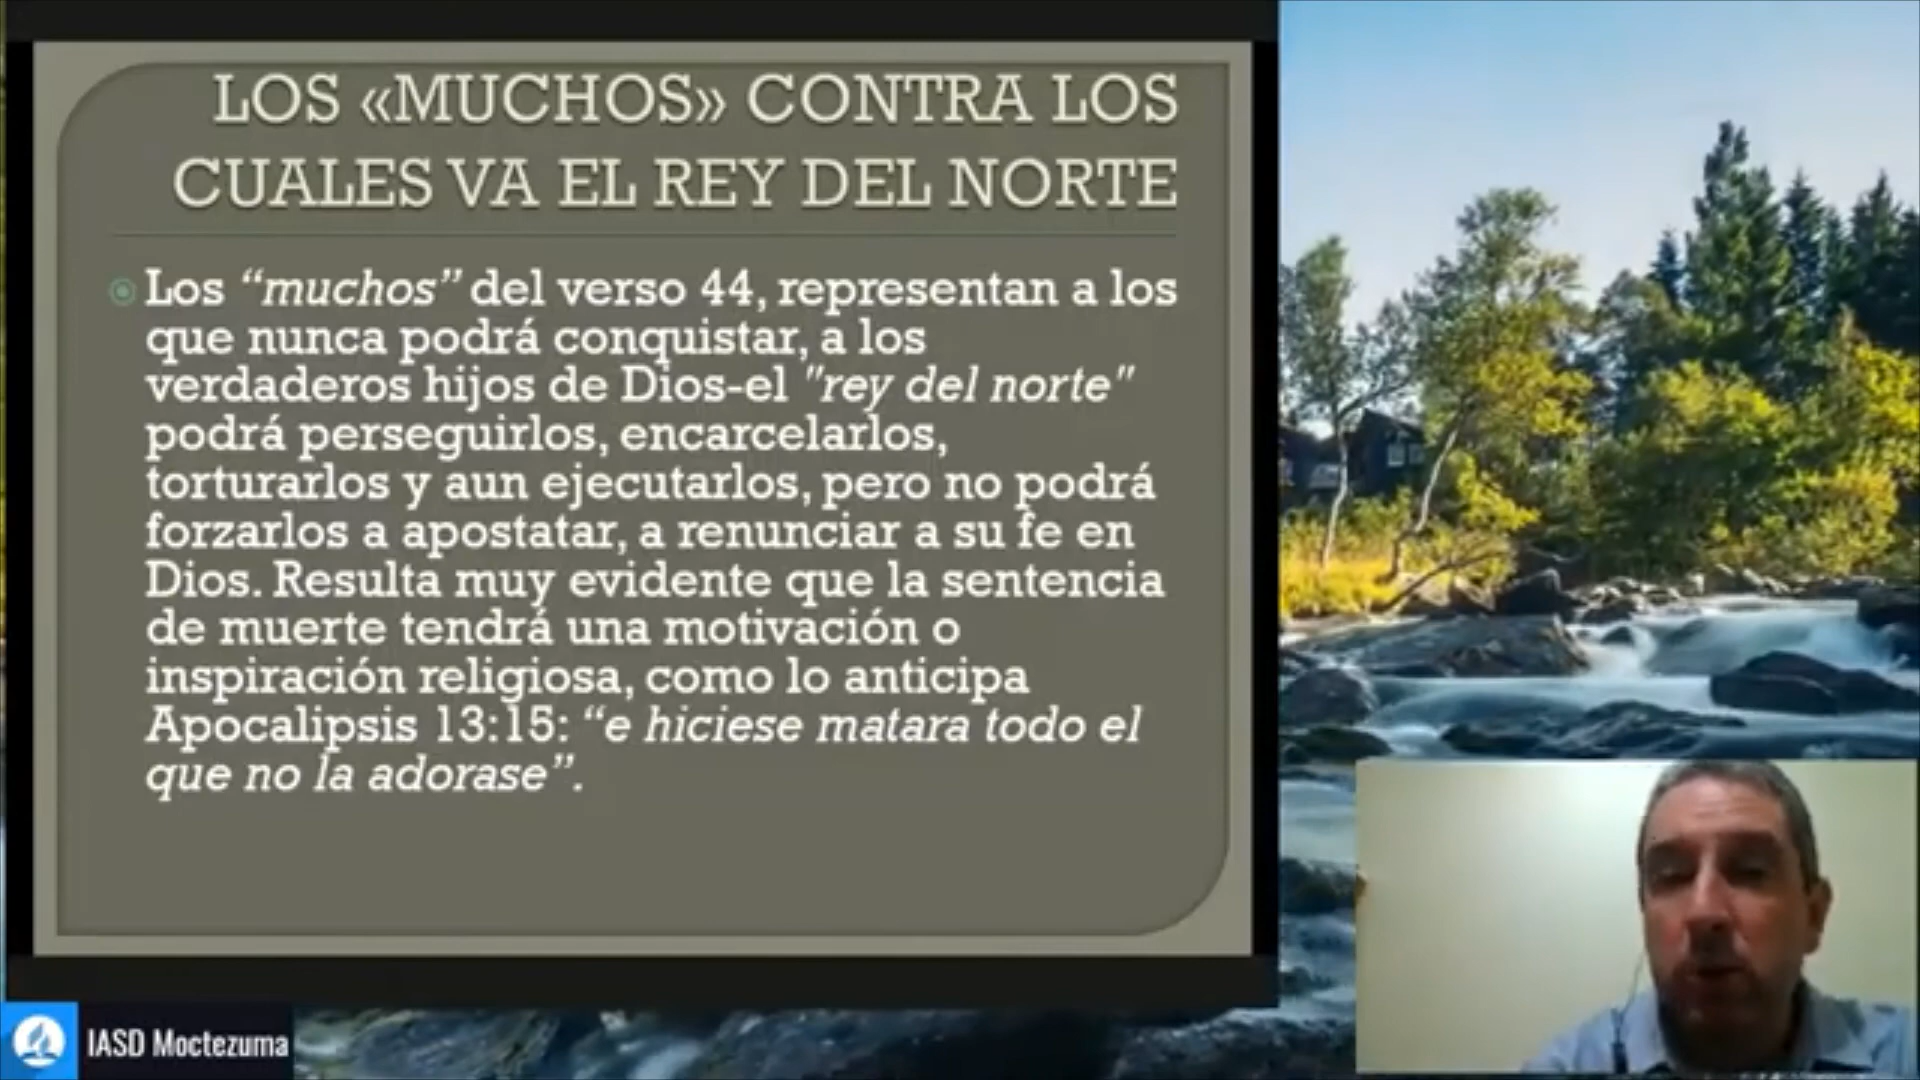 LOS «MUCHOS» CONTRA LOS
CUALES VA EL REY DEL NORTE
Los “muchos” del verso 44, representan a los
que nunca podrá conquistar, a los
verdaderos hijos de Dios-el "rey del norte"
podrá perseguirlos, encarcelarlos,
torturarlos y aun ejecutarlos, pero no podrá
forzarlos a apostatar, a renunciar a su fe en
Dios. Resulta muy evidente que la sentencia
de muerte tendrá una motivación o
inspiración religiosa, como lo anticipa
Apocalipsis 13:15: “e hiciese matara todo el
que no la adorase”.
IASD Moctezuma